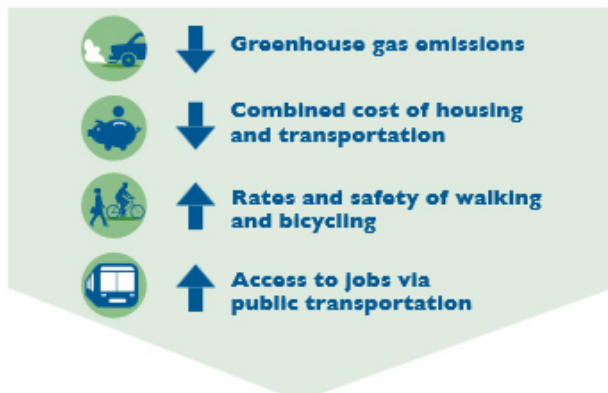 Greenhouse gas emissions
Combined cost of housing
and transportation
Rates and safety of walking
and bicycling
Access to jobs via
public transportation